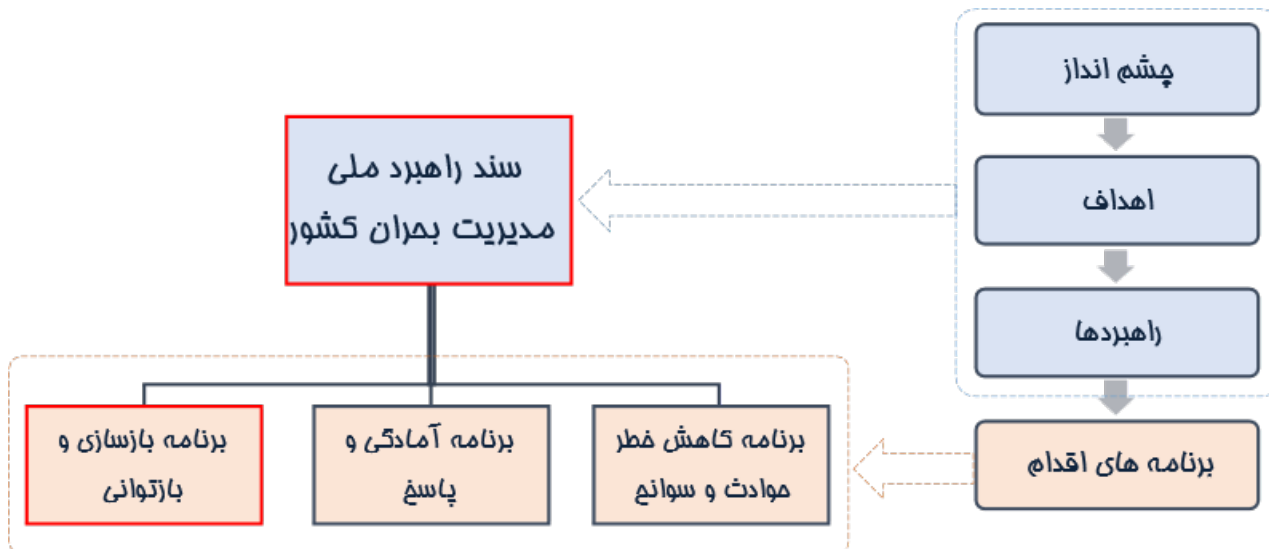 چشم انداز
اهداف
راهبردها
برنامه های اقدام
سند راهبرد ملی
مدیریت بحران کشور
برنامه کاهش خطر
حوادث و سوانح
برنامه آمادگی و
پاسخ
برنامه بازسازی و
بازتوانی